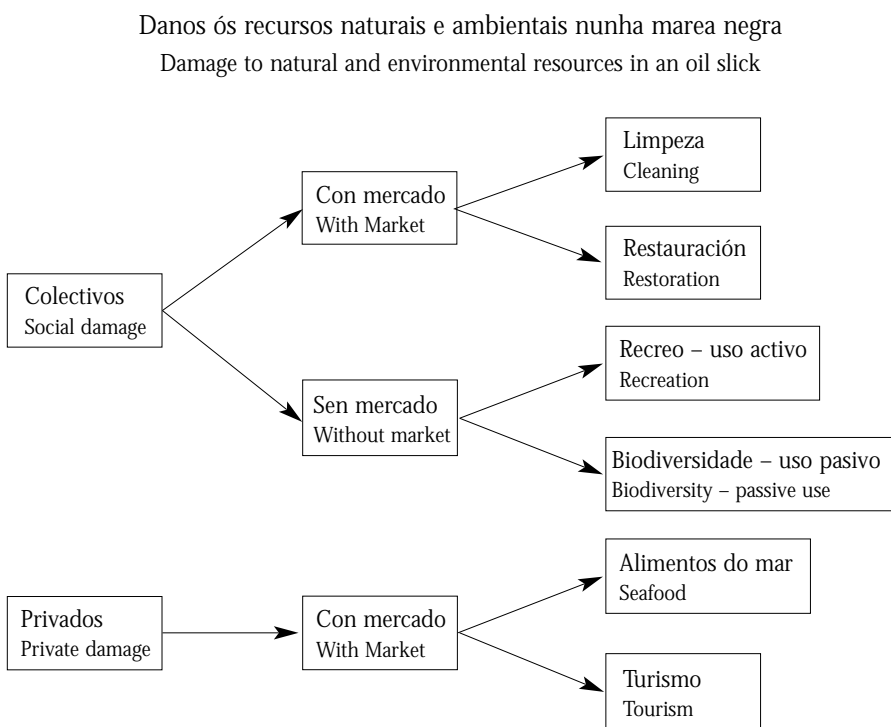 Danos ós recursos naturais e ambientais nunha marea negra
Damage to natural and environmental resources in an oil slick
Limpeza
Cleaning
Con mercado
With Market
Restauración
Restoration
Colectivos
Social damage
Recreo – uso activo
Recreation
Sen mercado
Without market
Biodiversidade – uso pasivo
Biodiversity – passive use
Alimentos do mar
Seafood
Privados
Private damage
Con mercado
With Market
Turismo
Tourism